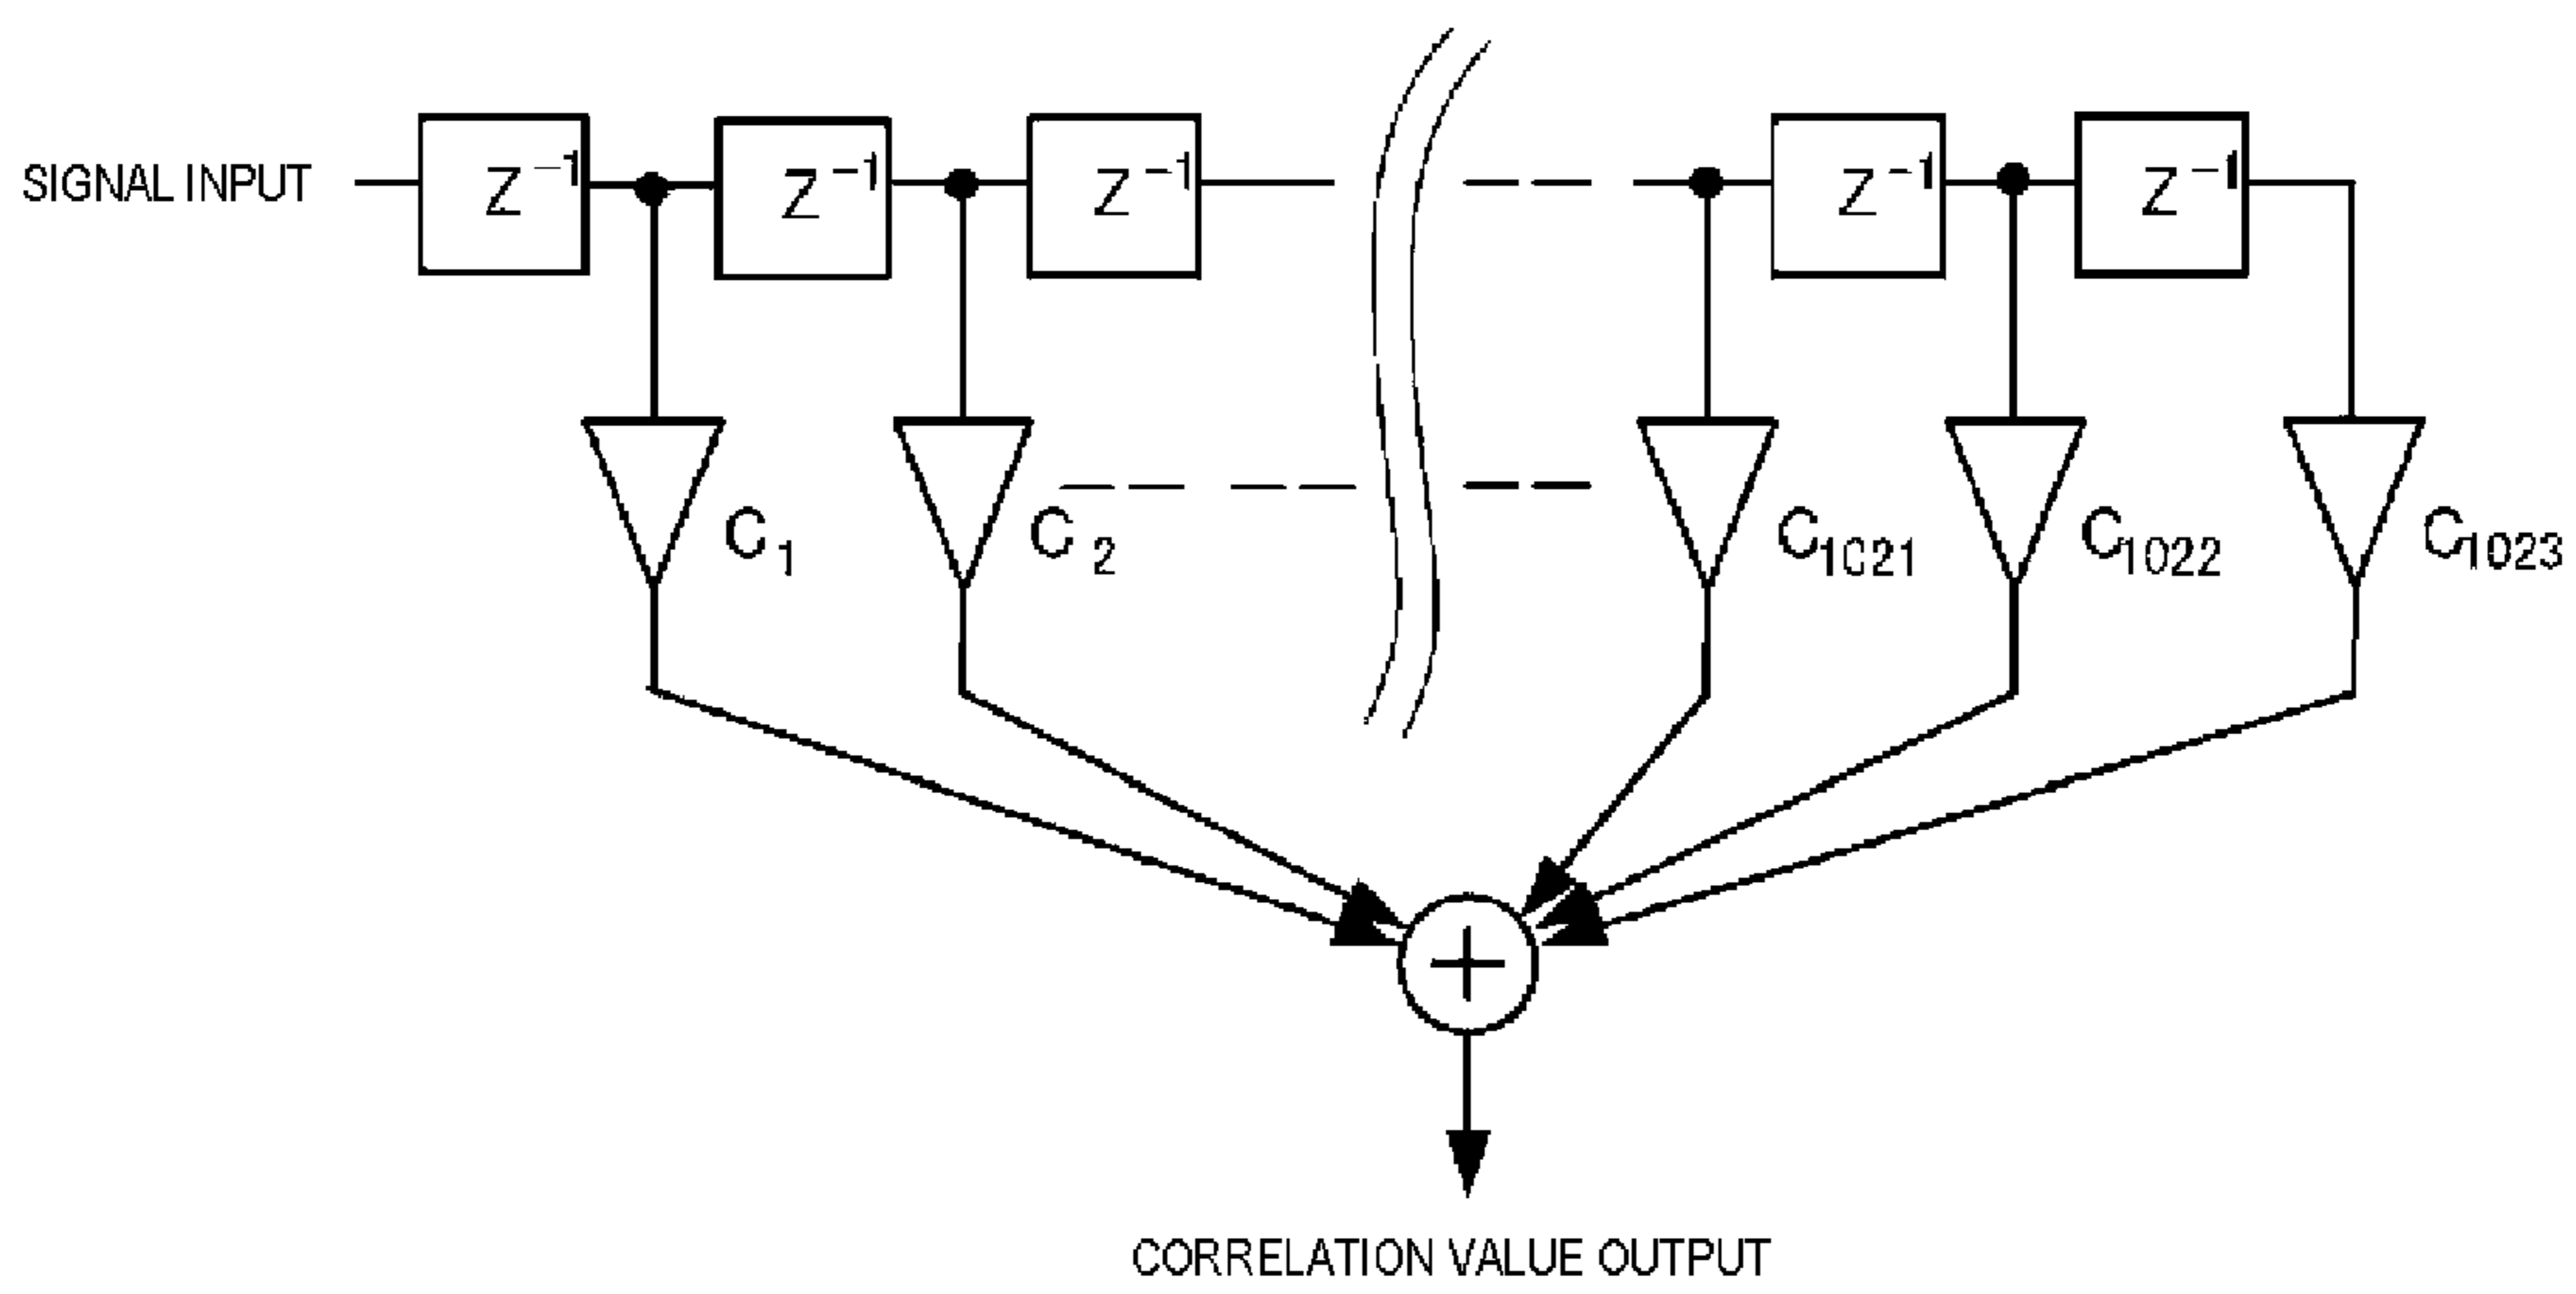 SIGNAL INPUT
Z⁻¹ Z⁻¹ Z⁻¹ Z⁻¹ Z⁻¹
C₁ C₂ C₁₀₂₁ C₁₀₂₂ C₁₀₂₃
+
CORRELATION VALUE OUTPUT